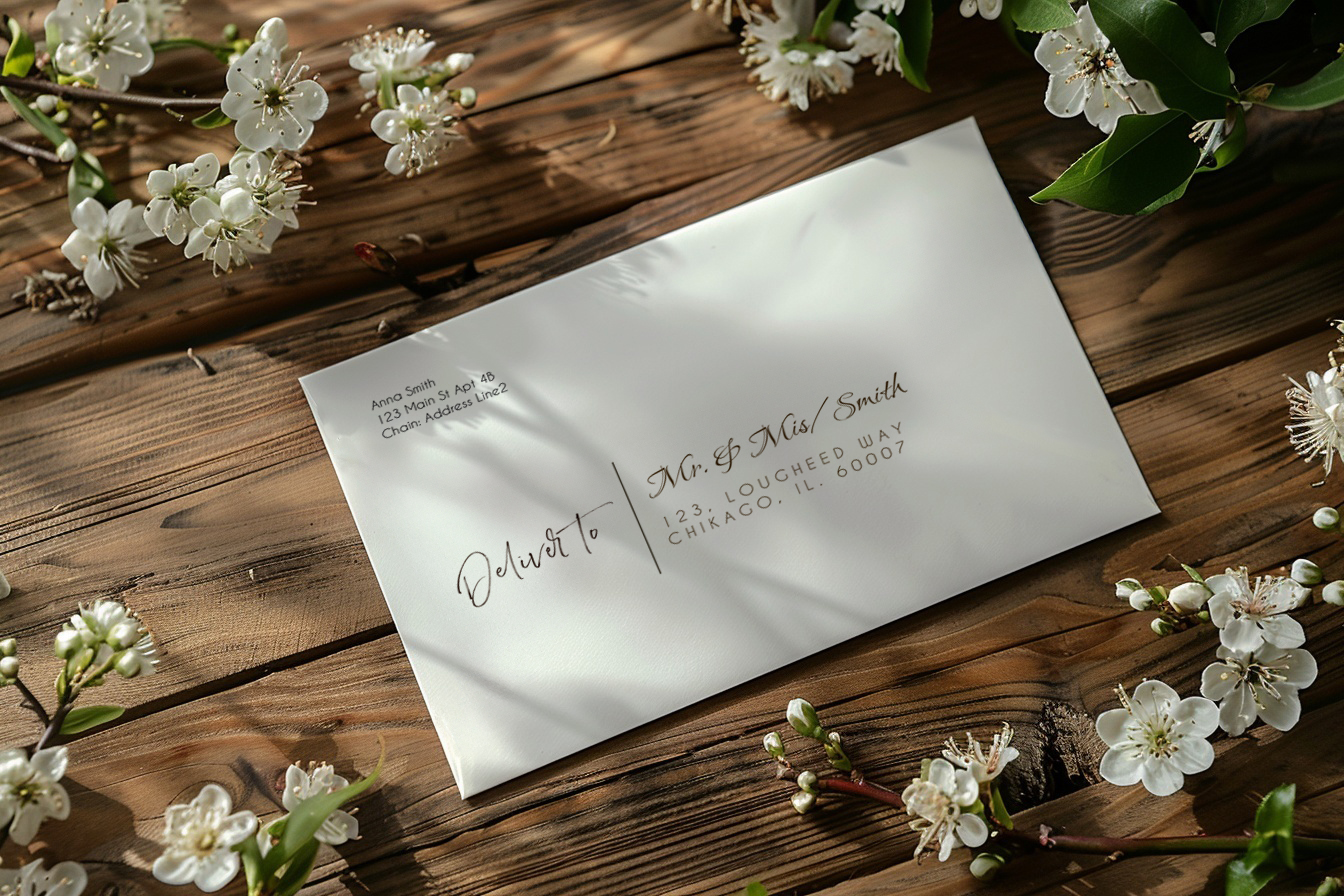 Anna Smith
123 Main St Apt 4B
Chain: Address Line2
Deliver to
Mr. & Mis/ Smith
123, LOUGHEED WAY
CHIKAGO, IL. 60007